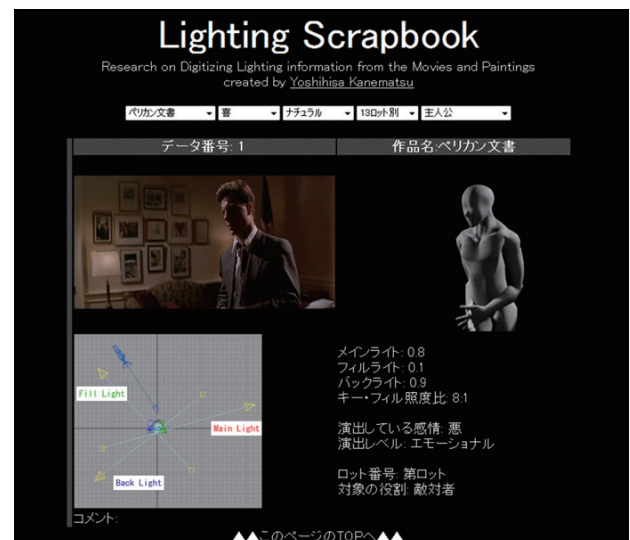 Lighting Scrapbook
Research on Digitizing Lighting information from the Movies and Paintings
created by Yoshihisa Kanematsu
ペリカン文書 喜 ナチュラル 13ロット別 主人公
データ番号: 1 作品名:ペリカン文書
メインライト: 0.8
フィルライト: 0.1
バックライト: 0.9
キー・フィル照度比: 8:1
Fill Light
Main Light
Back Light
演出している感情: 悪
演出レベル: エモーショナル
ロット番号: 第ロット
対象の役割: 敵対者
コメント:
▲▲このページのTOPへ▲▲